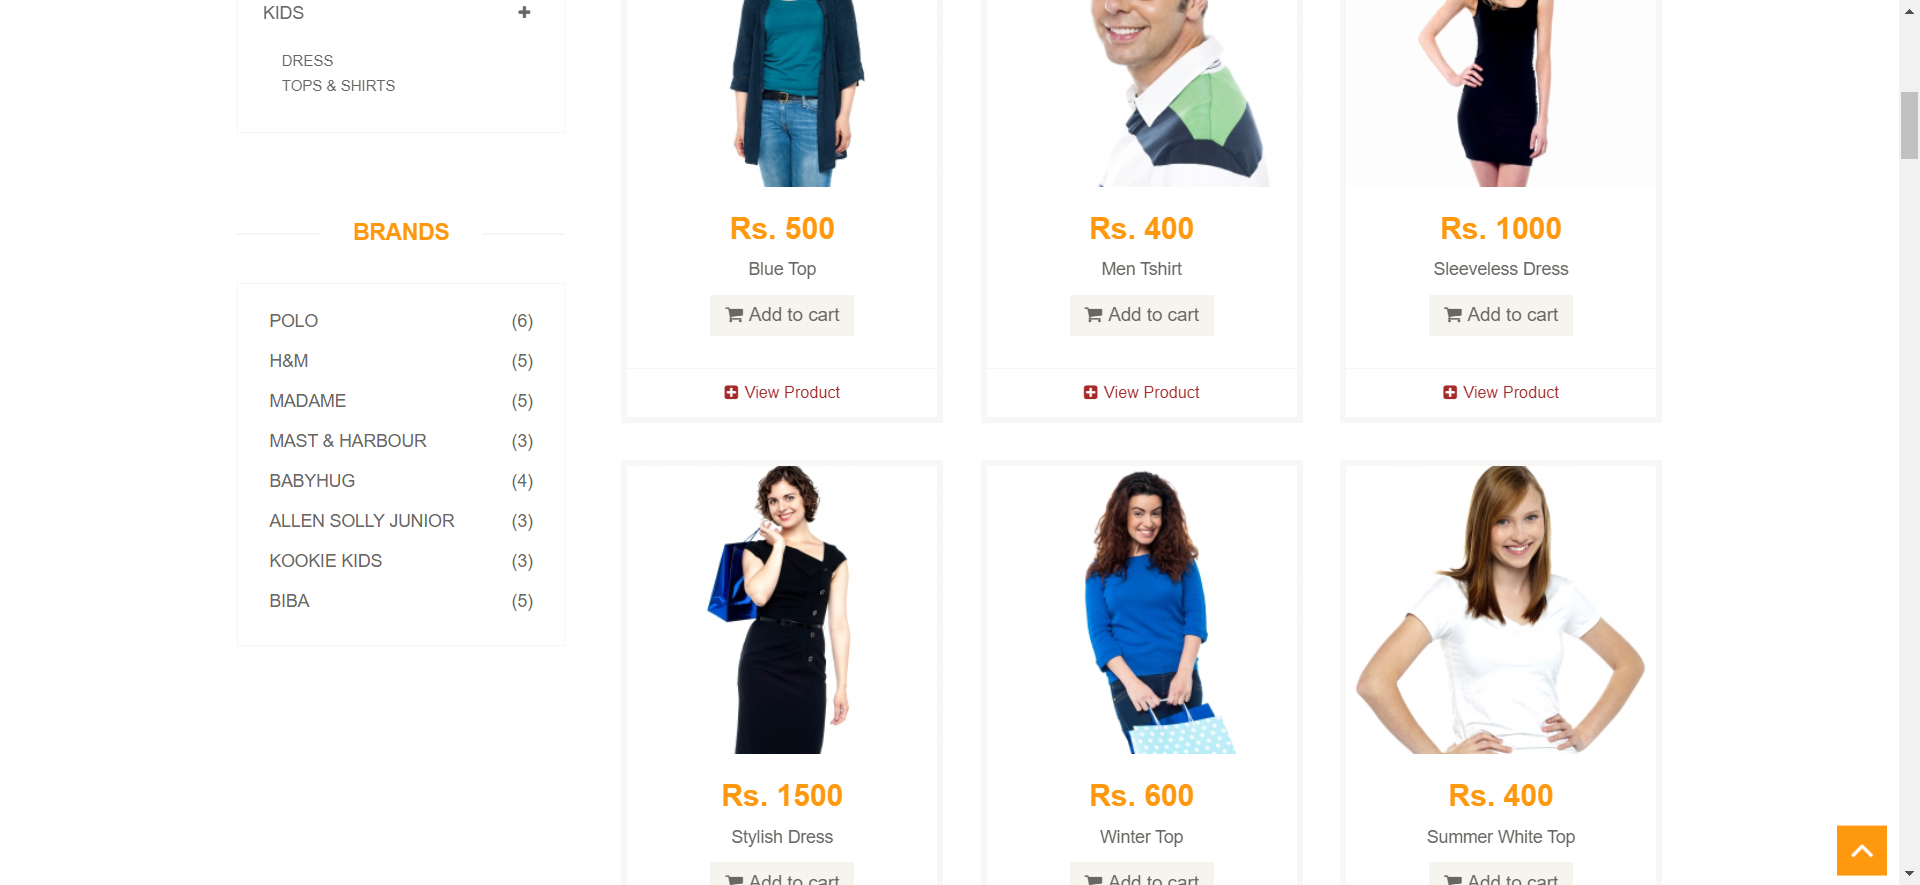 KIDS
DRESS
TOPS & SHIRTS
BRANDS
POLO (6)
H&M (5)
MADAME (5)
MAST & HARBOUR (3)
BABYHUG (4)
ALLEN SOLLY JUNIOR (3)
KOOKIE KIDS (3)
BIBA (5)
Rs. 500
Blue Top
Add to cart
View Product
Rs. 400
Men Tshirt
Add to cart
View Product
Rs. 1000
Sleeveless Dress
Add to cart
View Product
Rs. 1500
Stylish Dress
Add to cart
Rs. 600
Winter Top
Add to cart
Rs. 400
Summer White Top
Add to cart